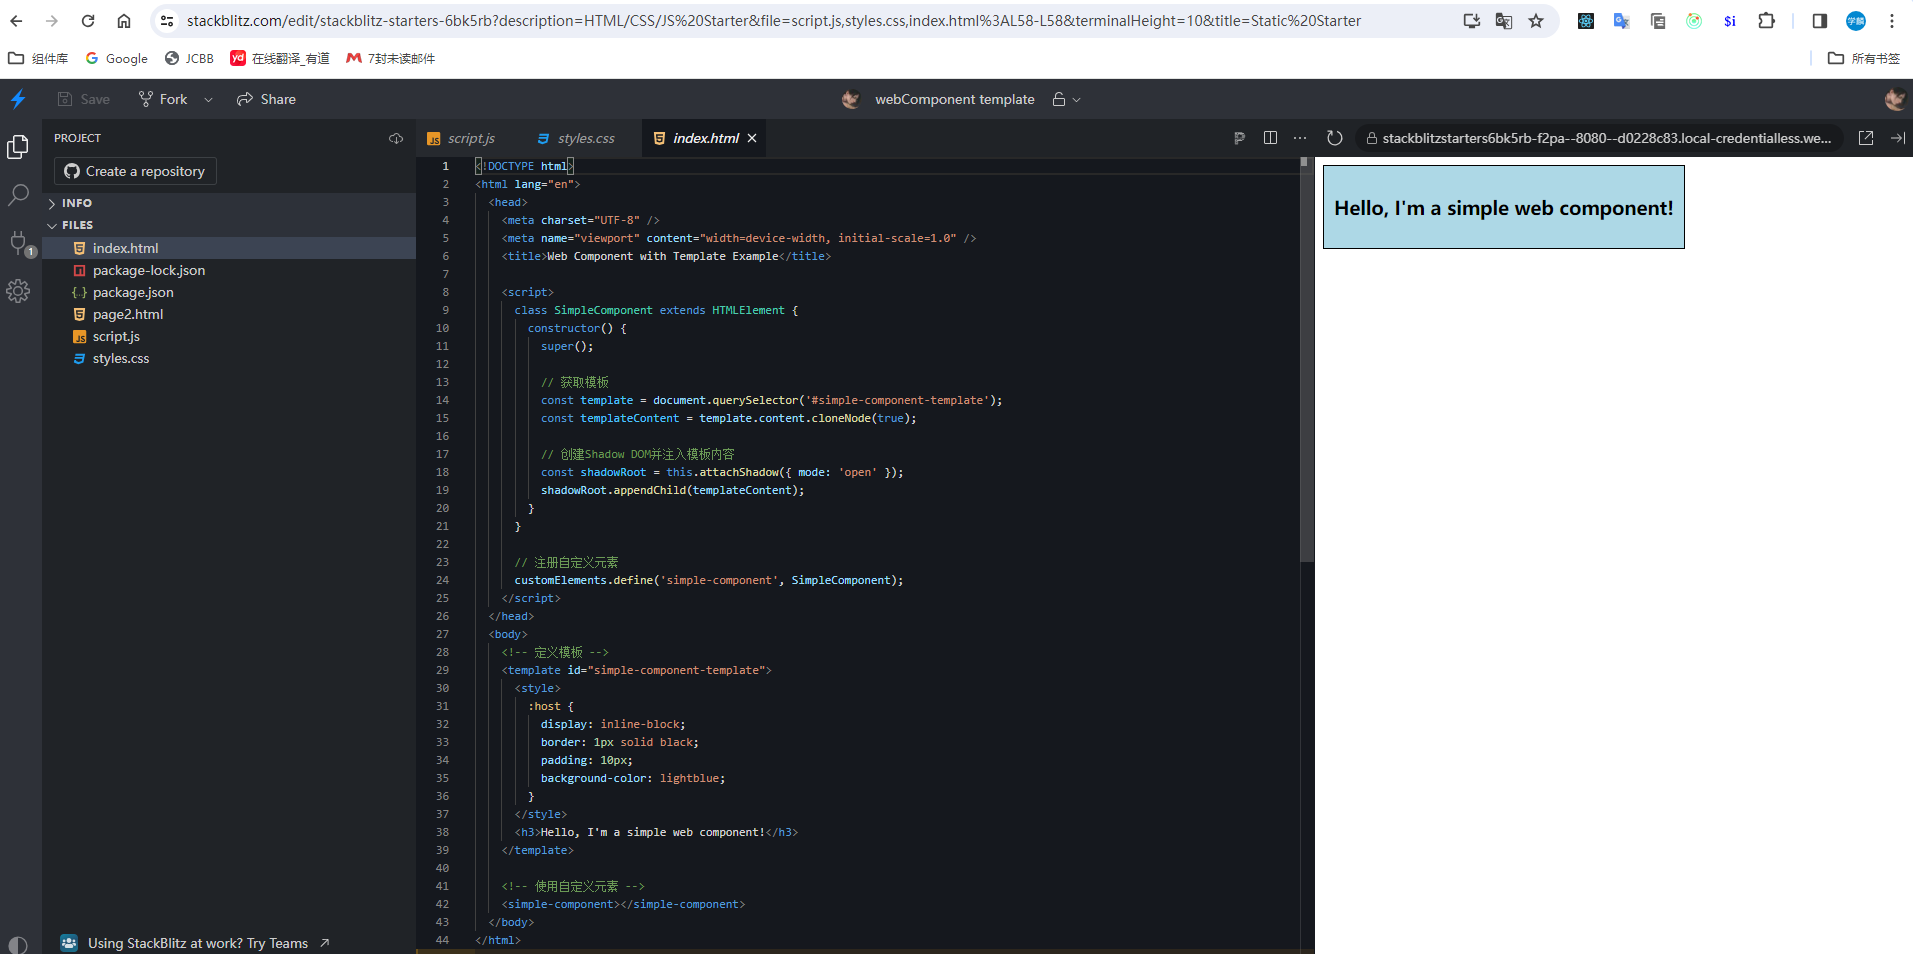 stackblitz.com/edit/stackblitz-starters-6bk5rb?description=HTML/CSS/JS%20Starter&file=script.js,styles.css,index.html%3AL58-L58&terminalHeight=10&title=Static%20Starter
组件库 Google JCBB 在线翻译_有道 7封未读邮件 所有书签
Save Fork Share webComponent template
PROJECT
Create a repository
INFO
FILES
index.html
package-lock.json
package.json
page2.html
script.js
styles.css
1
Using StackBlitz at work? Try Teams
script.js styles.css index.html
1 <!DOCTYPE html>
2 <html lang="en">
3 <head>
4 <meta charset="UTF-8" />
5 <meta name="viewport" content="width=device-width, initial-scale=1.0" />
6 <title>Web Component with Template Example</title>
7
8 <script>
9 class SimpleComponent extends HTMLElement {
10 constructor() {
11 super();
12
13 // 获取模板
14 const template = document.querySelector('#simple-component-template');
15 const templateContent = template.content.cloneNode(true);
16
17 // 创建Shadow DOM并注入模板内容
18 const shadowRoot = this.attachShadow({ mode: 'open' });
19 shadowRoot.appendChild(templateContent);
20 }
21 }
22
23 // 注册自定义元素
24 customElements.define('simple-component', SimpleComponent);
25 </script>
26 </head>
27 <body>
28 <!-- 定义模板 -->
29 <template id="simple-component-template">
30 <style>
31 :host {
32 display: inline-block;
33 border: 1px solid black;
34 padding: 10px;
35 background-color: lightblue;
36 }
37 </style>
38 <h3>Hello, I'm a simple web component!</h3>
39 </template>
40
41 <!-- 使用自定义元素 -->
42 <simple-component></simple-component>
43 </body>
44 </html>
stackblitzstarters6bk5rb-f2pa--8080--d0228c83.local-credentialless.we...
Hello, I'm a simple web component!